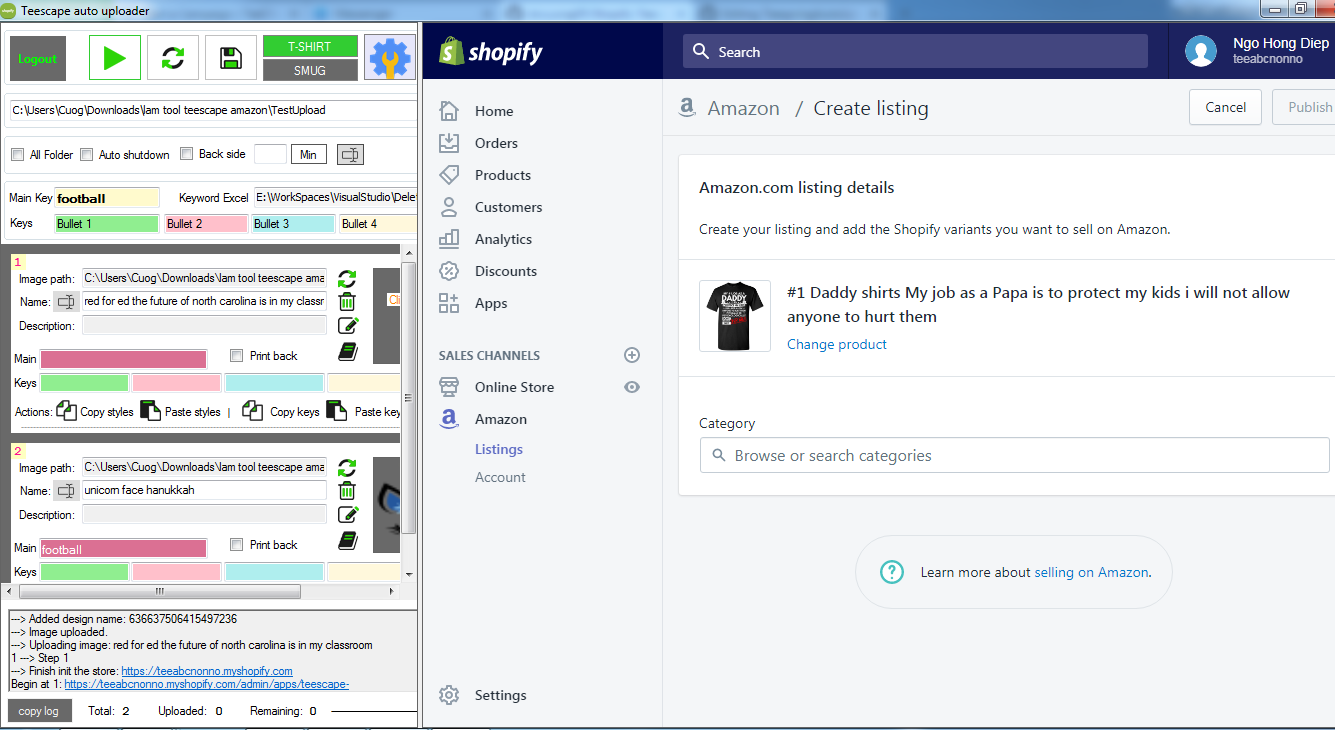 Teescape auto uploader
Logout
T-SHIRT
SMUG
C:\Users\Cuog\Downloads\lam tool teescape amazon\TestUpload
All Folder
Auto shutdown
Back side
Min
Main Key
football
Keyword Excel
E:\WorkSpaces\VisualStudio\Delet
Keys
Bullet 1
Bullet 2
Bullet 3
Bullet 4
1
Image path:
C:\Users\Cuog\Downloads\lam tool teescape ama
Name:
red for ed the future of north carolina is in my classr
Cli
Description:
Main
Print back
Keys
Actions:
Copy styles
Paste styles
|
Copy keys
Paste key
2
Image path:
C:\Users\Cuog\Downloads\lam tool teescape ama
Name:
unicorn face hanukkah
Description:
Main
football
Print back
Keys
---> Added design name: 636637506415497236
---> Image uploaded.
---> Uploading image: red for ed the future of north carolina is in my classroom
1 ---> Step 1
---> Finish init the store: https://teeabcnonno.myshopify.com
Begin at 1: https://teeabcnonno.myshopify.com/admin/apps/teescape-
copy log
Total: 2
Uploaded: 0
Remaining: 0
shopify
Search
Ngo Hong Diep
teeabcnonno
Home
Orders
Products
Customers
Analytics
Discounts
Apps
SALES CHANNELS
Online Store
Amazon
Listings
Account
Settings
Amazon / Create listing
Cancel
Publish
Amazon.com listing details
Create your listing and add the Shopify variants you want to sell on Amazon.
DADDY
#1 Daddy shirts My job as a Papa is to protect my kids i will not allow
anyone to hurt them
Change product
Category
Browse or search categories
Learn more about selling on Amazon.